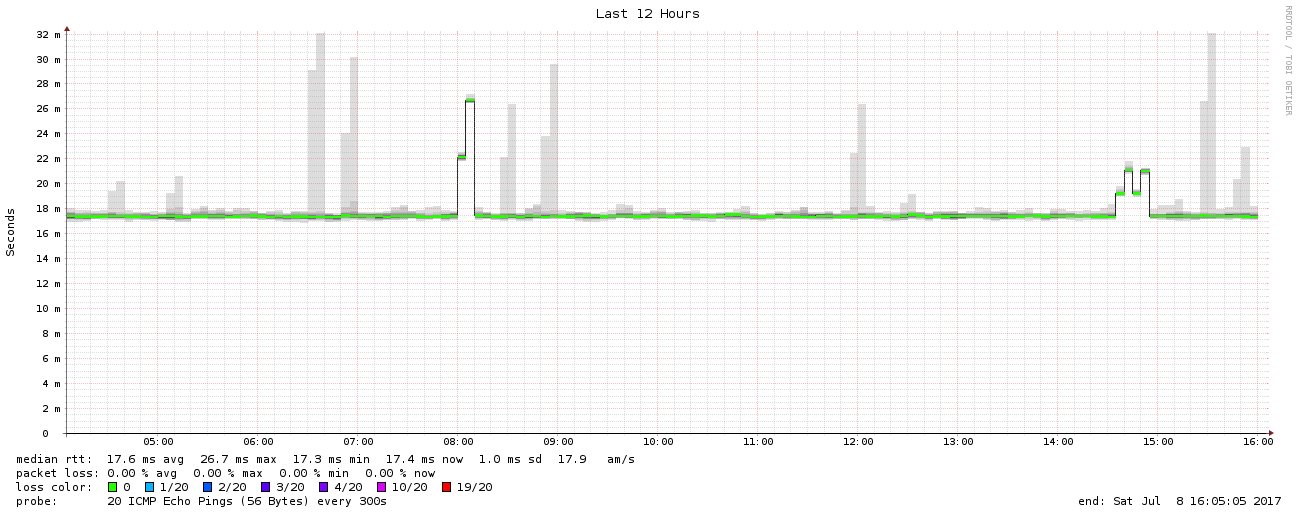 Last 12 Hours
RRDTOOL / TOBI OETIKER
Seconds
32 m
30 m
28 m
26 m
24 m
22 m
20 m
18 m
16 m
14 m
12 m
10 m
8 m
6 m
4 m
2 m
0
05:00 06:00 07:00 08:00 09:00 10:00 11:00 12:00 13:00 14:00 15:00 16:00
median rtt: 17.6 ms avg 26.7 ms max 17.3 ms min 17.4 ms now 1.0 ms sd 17.9 am/s
packet loss: 0.00 % avg 0.00 % max 0.00 % min 0.00 % now
loss color: 0 1/20 2/20 3/20 4/20 10/20 19/20
probe: 20 ICMP Echo Pings (56 Bytes) every 300s end: Sat Jul 8 16:05:05 2017